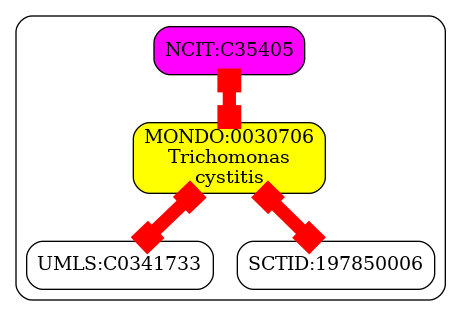 NCIT:C35405
MONDO:0030706
Trichomonas
cystitis
UMLS:C0341733
SCTID:197850006